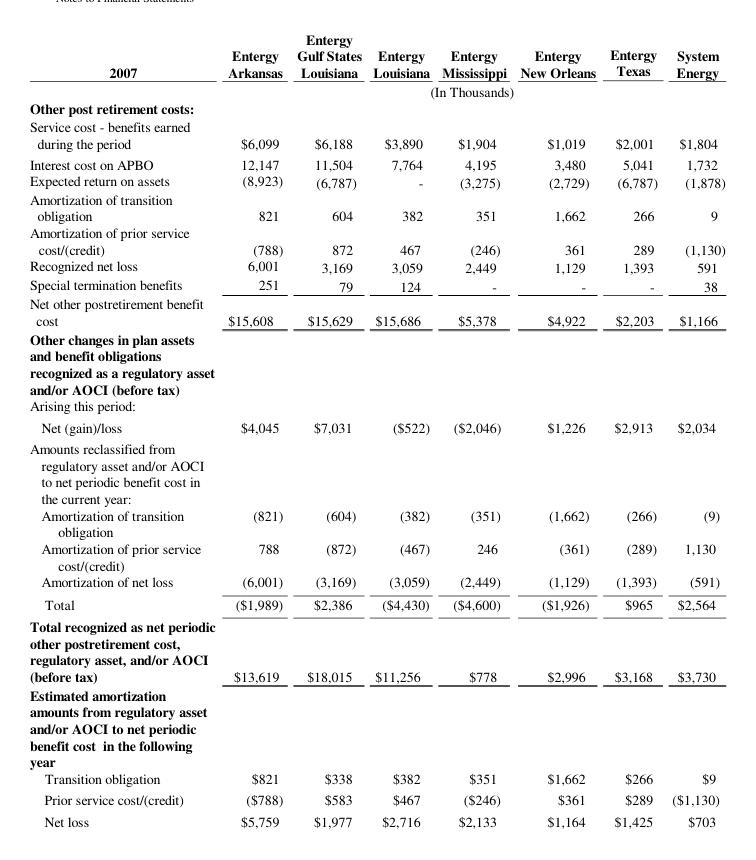 Notes to Financial Statements
2007 Entergy Arkansas Entergy Gulf States Louisiana Entergy Louisiana Entergy Mississippi Entergy New Orleans Entergy Texas System Energy
(In Thousands)
Other post retirement costs:
Service cost - benefits earned
during the period $6,099 $6,188 $3,890 $1,904 $1,019 $2,001 $1,804
Interest cost on APBO 12,147 11,504 7,764 4,195 3,480 5,041 1,732
Expected return on assets (8,923) (6,787) - (3,275) (2,729) (6,787) (1,878)
Amortization of transition
obligation 821 604 382 351 1,662 266 9
Amortization of prior service
cost/(credit) (788) 872 467 (246) 361 289 (1,130)
Recognized net loss 6,001 3,169 3,059 2,449 1,129 1,393 591
Special termination benefits 251 79 124 - - - 38
Net other postretirement benefit
cost $15,608 $15,629 $15,686 $5,378 $4,922 $2,203 $1,166
Other changes in plan assets
and benefit obligations
recognized as a regulatory asset
and/or AOCI (before tax)
Arising this period:
Net (gain)/loss $4,045 $7,031 ($522) ($2,046) $1,226 $2,913 $2,034
Amounts reclassified from
regulatory asset and/or AOCI
to net periodic benefit cost in
the current year:
Amortization of transition (821) (604) (382) (351) (1,662) (266) (9)
obligation
Amortization of prior service 788 (872) (467) 246 (361) (289) 1,130
cost/(credit)
Amortization of net loss (6,001) (3,169) (3,059) (2,449) (1,129) (1,393) (591)
Total ($1,989) $2,386 ($4,430) ($4,600) ($1,926) $965 $2,564
Total recognized as net periodic
other postretirement cost,
regulatory asset, and/or AOCI
(before tax) $13,619 $18,015 $11,256 $778 $2,996 $3,168 $3,730
Estimated amortization
amounts from regulatory asset
and/or AOCI to net periodic
benefit cost in the following
year
Transition obligation $821 $338 $382 $351 $1,662 $266 $9
Prior service cost/(credit) ($788) $583 $467 ($246) $361 $289 ($1,130)
Net loss $5,759 $1,977 $2,716 $2,133 $1,164 $1,425 $703